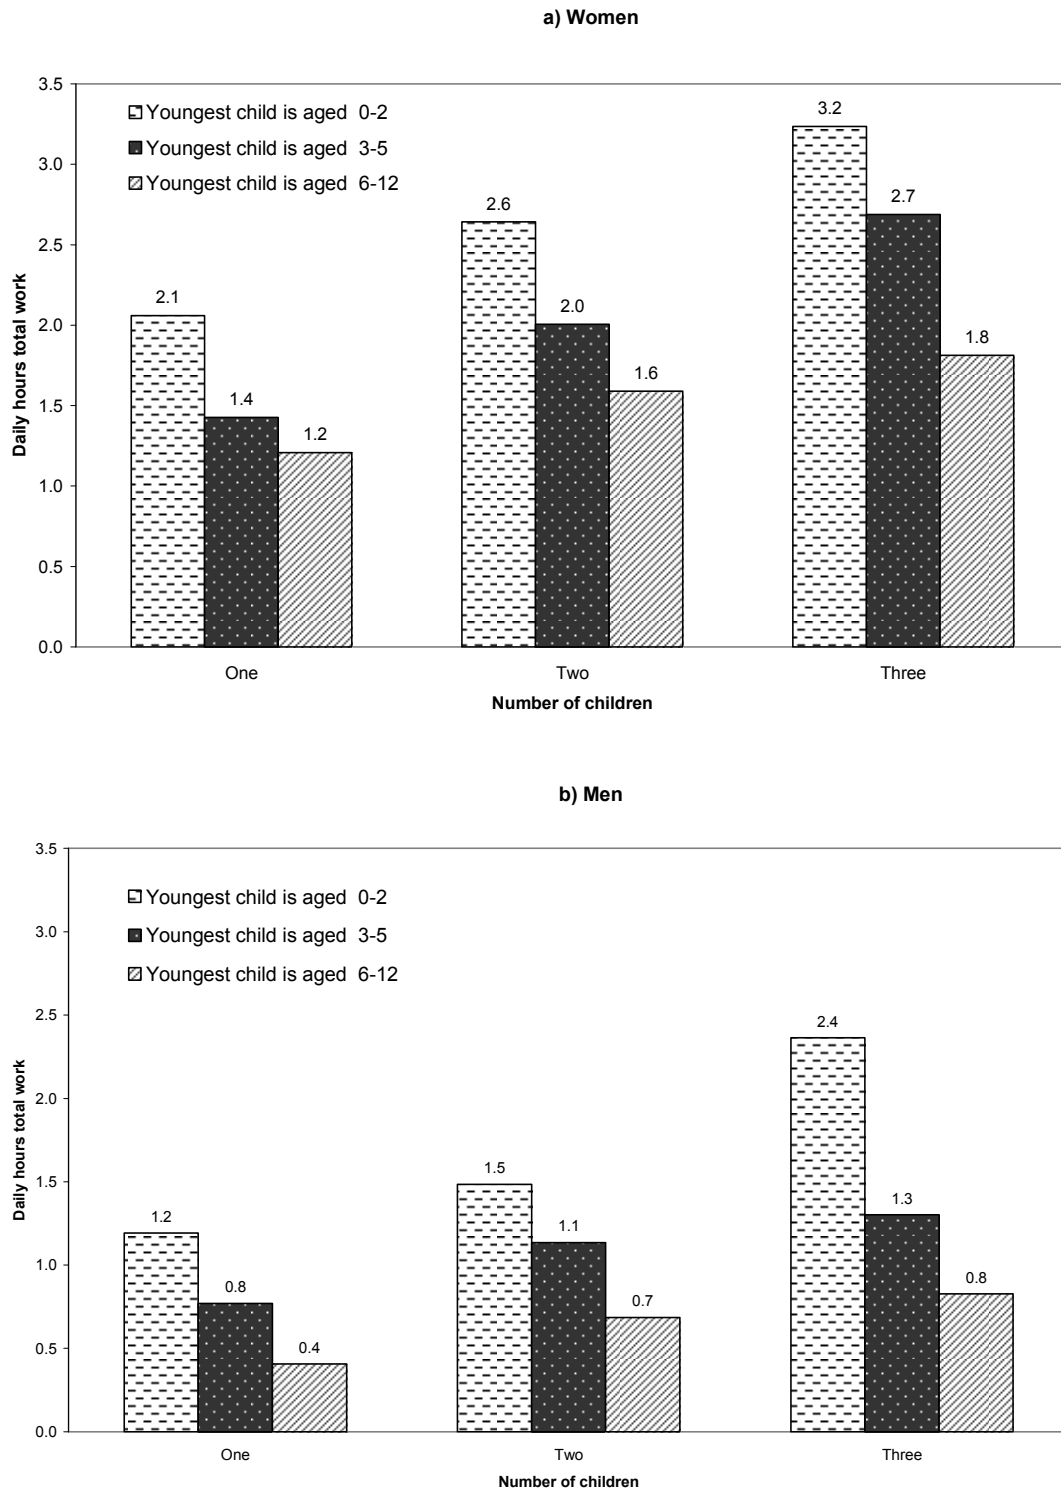 a) Women
3.5
3.0
2.5
2.0
1.5
1.0
0.5
0.0
Daily hours total work
Youngest child is aged 0-2
Youngest child is aged 3-5
Youngest child is aged 6-12
2.1
1.4
1.2
2.6
2.0
1.6
3.2
2.7
1.8
One
Two
Three
Number of children
b) Men
3.5
3.0
2.5
2.0
1.5
1.0
0.5
0.0
Daily hours total work
Youngest child is aged 0-2
Youngest child is aged 3-5
Youngest child is aged 6-12
1.2
0.8
0.4
1.5
1.1
0.7
2.4
1.3
0.8
One
Two
Three
Number of children